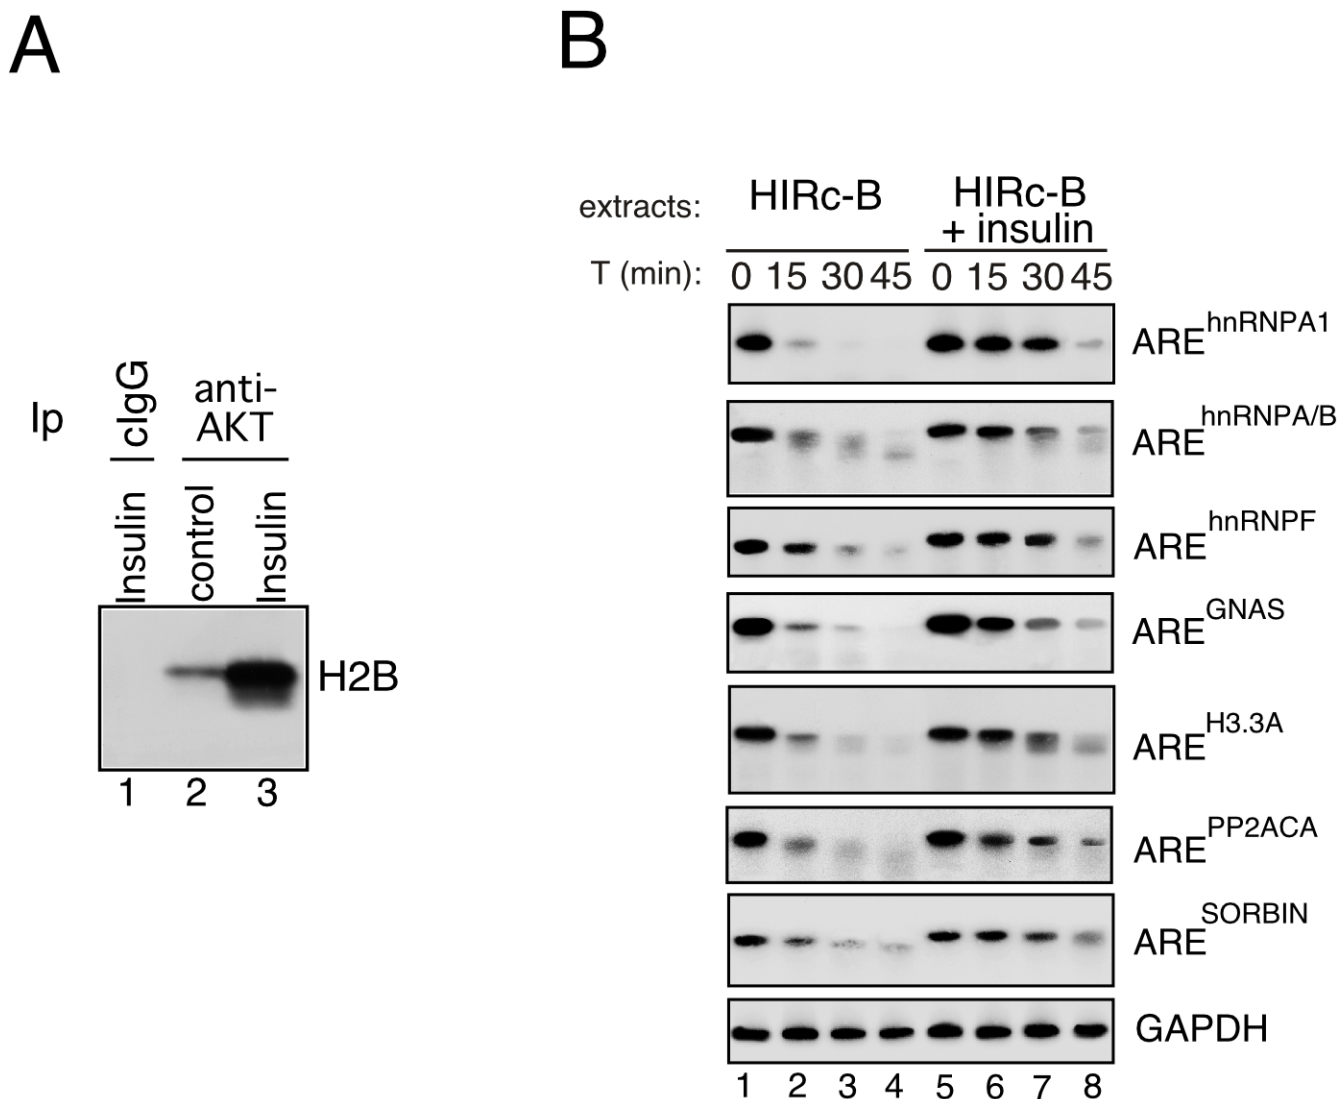 A
Ip
cIgG
anti-
AKT
Insulin
control
Insulin
H2B
1 2 3
B
extracts: HIRc-B HIRc-B
+ insulin
T (min): 0 15 30 45 0 15 30 45
ARE hnRNPA1
ARE hnRNPA/B
ARE hnRNPF
ARE GNAS
ARE H3.3A
ARE PP2ACA
ARE SORBIN
GAPDH
1 2 3 4 5 6 7 8